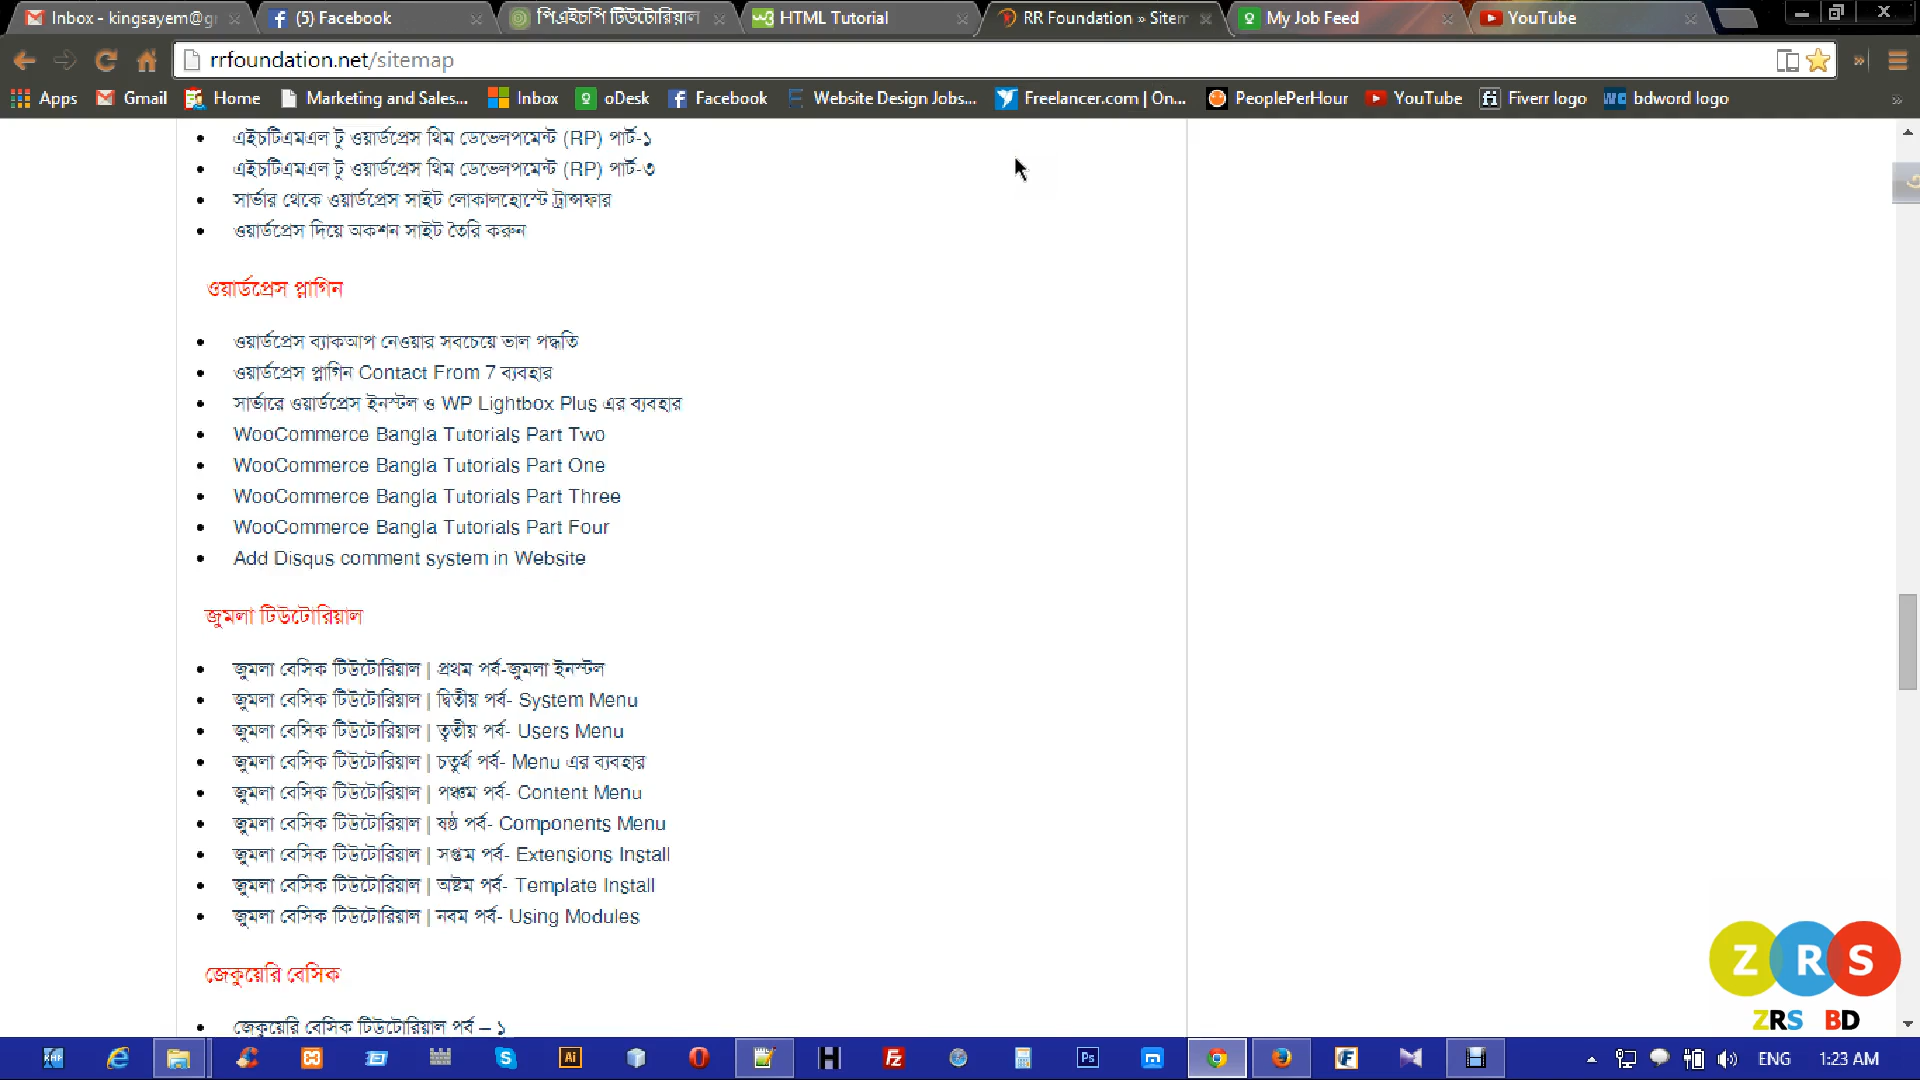 Inbox - kingsayem@gr
(5) Facebook
পিএইচপি টিউটোরিয়াল
HTML Tutorial
RR Foundation » Sitem
My Job Feed
YouTube
rrfoundation.net/sitemap
Apps
Gmail
Home
Marketing and Sales...
Inbox
oDesk
Facebook
Website Design Jobs...
Freelancer.com | On...
PeoplePerHour
YouTube
Fiverr logo
bdword logo
এইচটিএমএল টু ওয়ার্ডপ্রেস থিম ডেভেলপমেন্ট (RP) পার্ট-১
এইচটিএমএল টু ওয়ার্ডপ্রেস থিম ডেভেলপমেন্ট (RP) পার্ট-৩
সার্ভার থেকে ওয়ার্ডপ্রেস সাইট লোকালহোস্টে ট্রান্সফার
ওয়ার্ডপ্রেস দিয়ে অকশন সাইট তৈরি করুন
ওয়ার্ডপ্রেস প্লাগিন
ওয়ার্ডপ্রেস ব্যাকআপ নেওয়ার সবচেয়ে ভাল পদ্ধতি
ওয়ার্ডপ্রেস প্লাগিন Contact From 7 ব্যবহার
সার্ভারে ওয়ার্ডপ্রেস ইনস্টল ও WP Lightbox Plus এর ব্যবহার
WooCommerce Bangla Tutorials Part Two
WooCommerce Bangla Tutorials Part One
WooCommerce Bangla Tutorials Part Three
WooCommerce Bangla Tutorials Part Four
Add Disqus comment system in Website
জুমলা টিউটোরিয়াল
জুমলা বেসিক টিউটোরিয়াল | প্রথম পর্ব-জুমলা ইনস্টল
জুমলা বেসিক টিউটোরিয়াল | দ্বিতীয় পর্ব- System Menu
জুমলা বেসিক টিউটোরিয়াল | তৃতীয় পর্ব- Users Menu
জুমলা বেসিক টিউটোরিয়াল | চতুর্থ পর্ব- Menu এর ব্যবহার
জুমলা বেসিক টিউটোরিয়াল | পঞ্চম পর্ব- Content Menu
জুমলা বেসিক টিউটোরিয়াল | ষষ্ঠ পর্ব- Components Menu
জুমলা বেসিক টিউটোরিয়াল | সপ্তম পর্ব- Extensions Install
জুমলা বেসিক টিউটোরিয়াল | অষ্টম পর্ব- Template Install
জুমলা বেসিক টিউটোরিয়াল | নবম পর্ব- Using Modules
জেকুয়েরি বেসিক
জেকুয়েরি বেসিক টিউটোরিয়াল পর্ব – ১
ZRS
ZRS BD
ENG
1:23 AM